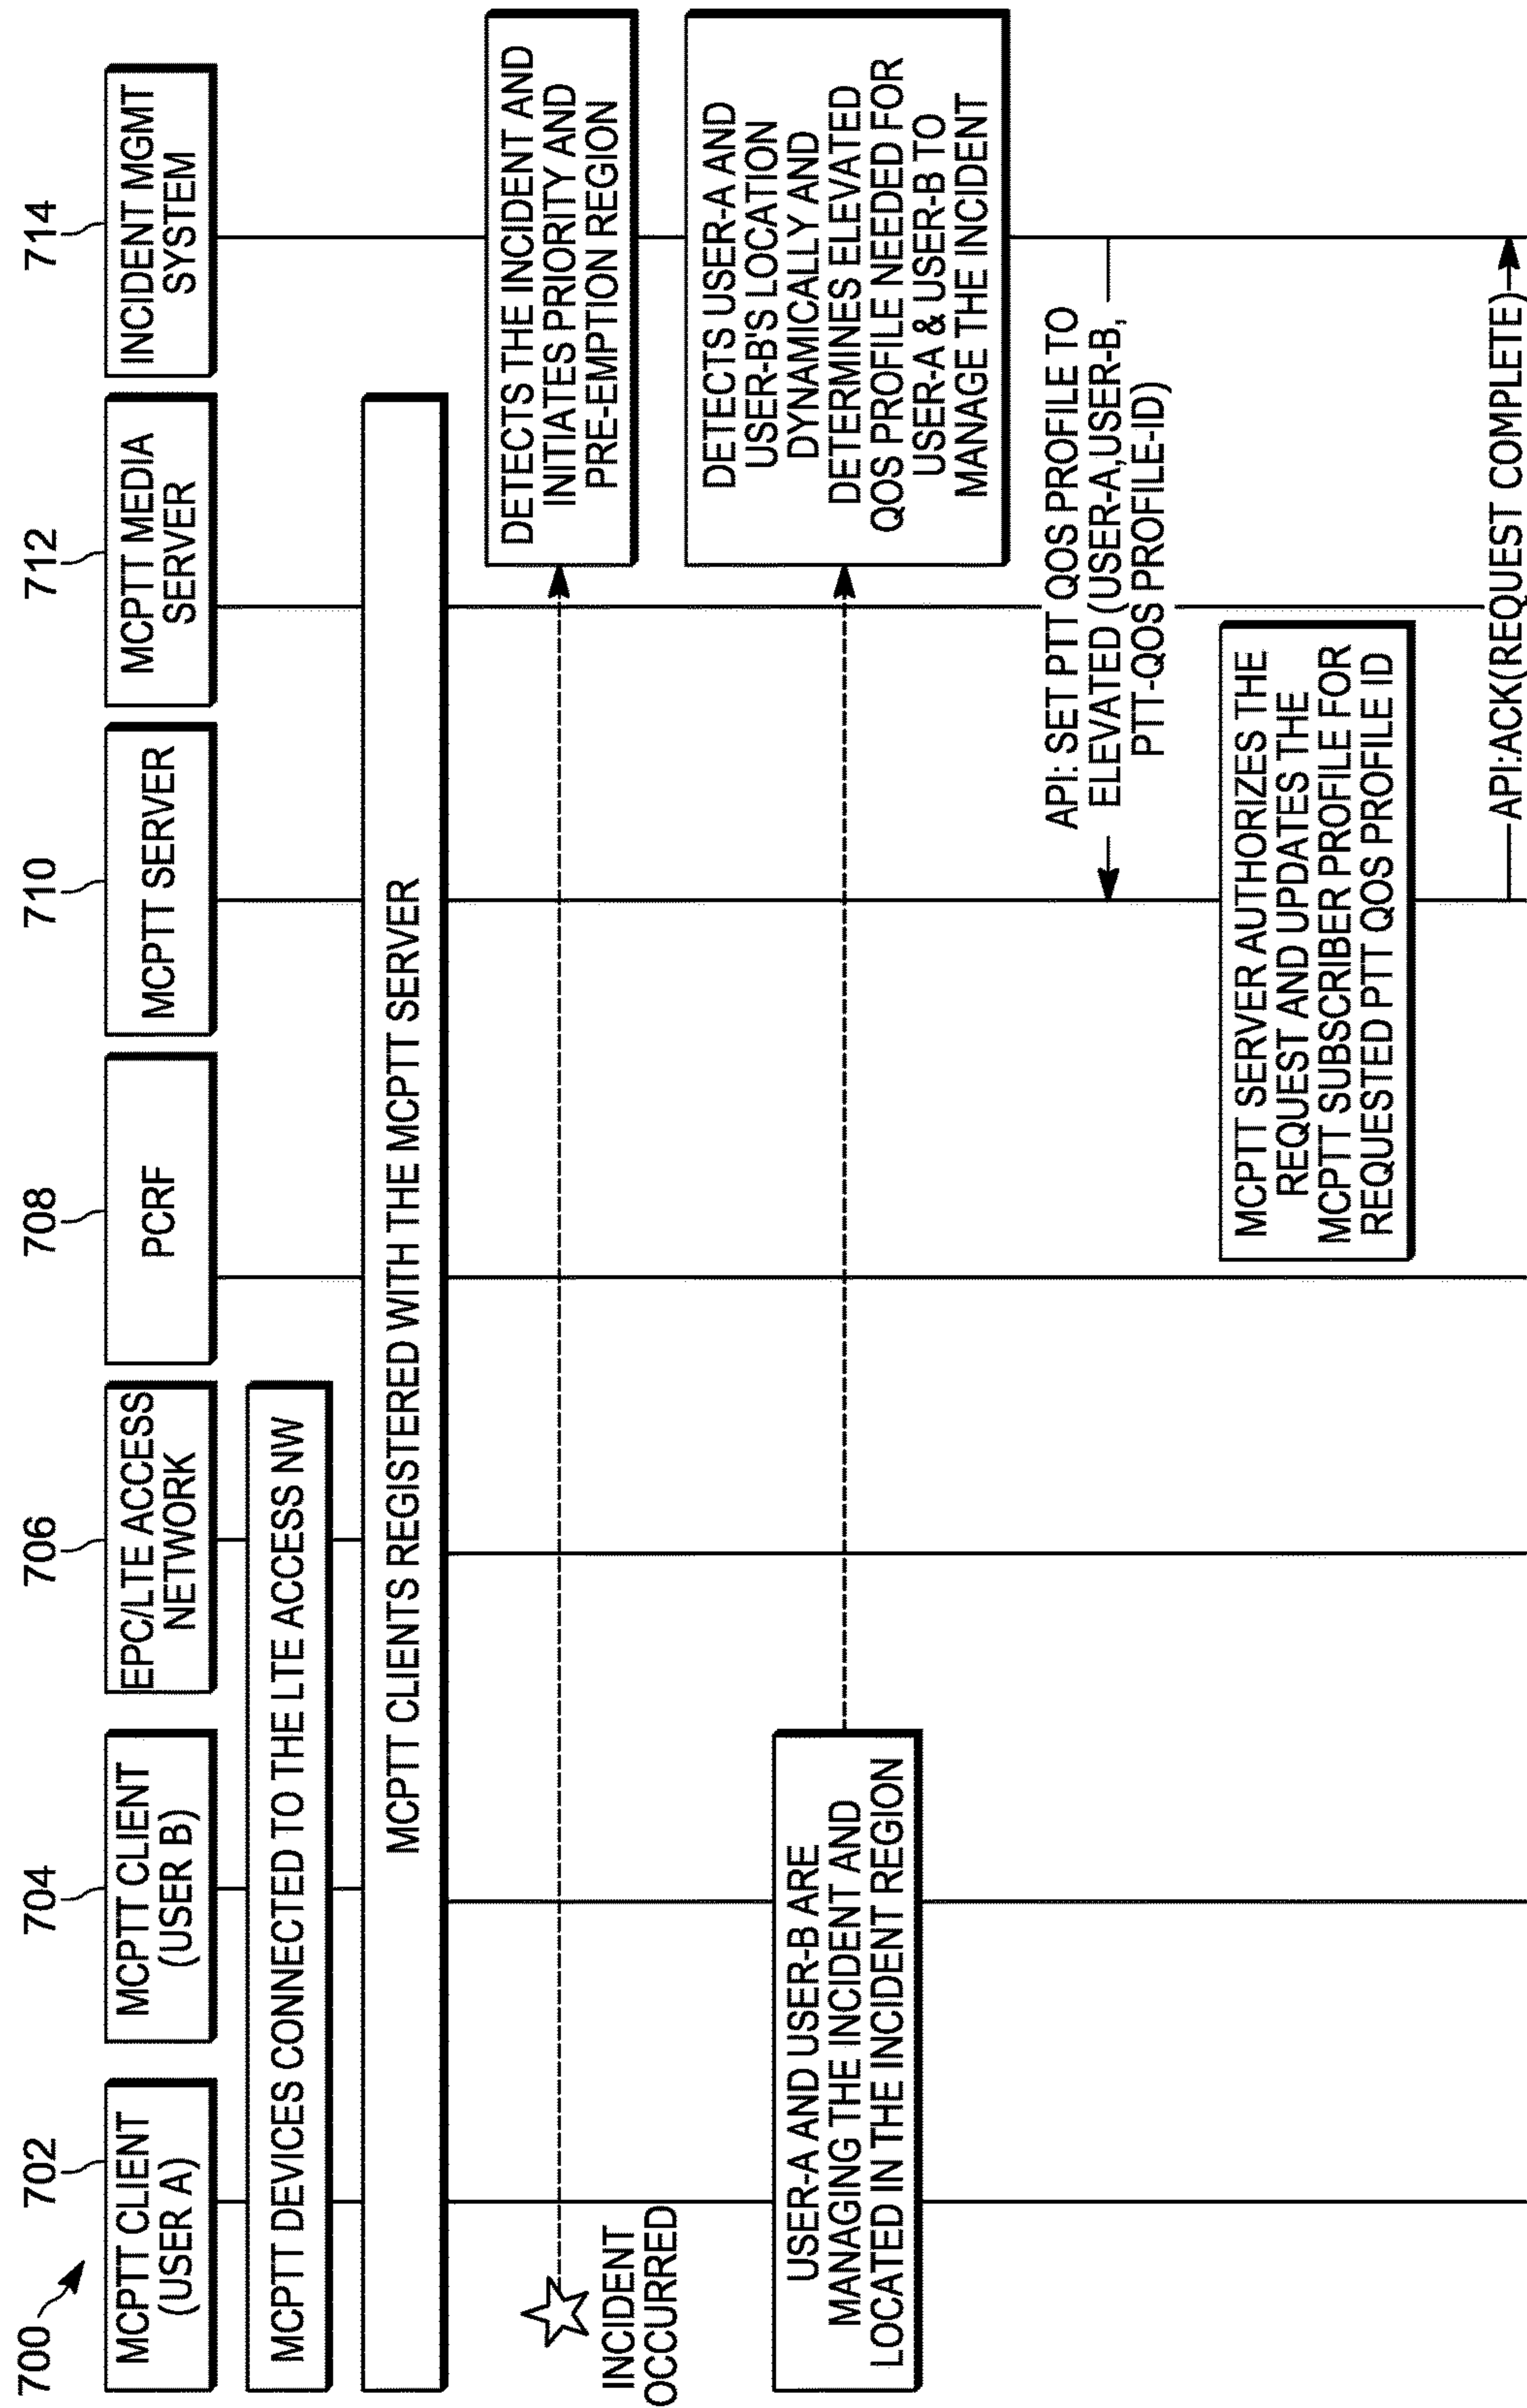 700
702
704
706
708
710
712
714
MCPTT CLIENT
(USER A)
MCPTT CLIENT
(USER B)
EPC/LTE ACCESS
NETWORK
PCRF
MCPTT SERVER
MCPTT MEDIA
SERVER
INCIDENT MGMT
SYSTEM
MCPTT DEVICES CONNECTED TO THE LTE ACCESS NW
MCPTT CLIENTS REGISTERED WITH THE MCPTT SERVER
INCIDENT
OCCURRED
DETECTS THE INCIDENT AND
INITIATES PRIORITY AND
PRE-EMPTION REGION
USER-A AND USER-B ARE
MANAGING THE INCIDENT AND
LOCATED IN THE INCIDENT REGION
DETECTS USER-A AND
USER-B'S LOCATION
DYNAMICALLY AND
DETERMINES ELEVATED
QOS PROFILE NEEDED FOR
USER-A & USER-B TO
MANAGE THE INCIDENT
API: SET PTT QOS PROFILE TO
ELEVATED (USER-A,USER-B,
PTT-QOS PROFILE-ID)
MCPTT SERVER AUTHORIZES THE
REQUEST AND UPDATES THE
MCPTT SUBSCRIBER PROFILE FOR
REQUESTED PTT QOS PROFILE ID
API:ACK(REQUEST COMPLETE)